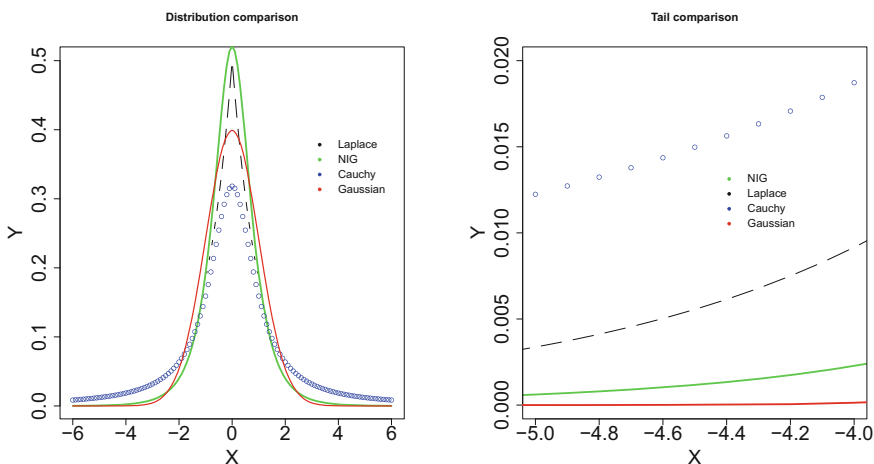 Distribution comparison
Y
0.5
0.4
0.3
0.2
0.1
0.0
Laplace
NIG
Cauchy
Gaussian
−6 −4 −2 0 2 4 6
X
Tail comparison
Y
0.020
0.015
0.010
0.005
0.000
NIG
Laplace
Cauchy
Gaussian
−5.0 −4.8 −4.6 −4.4 −4.2 −4.0
X